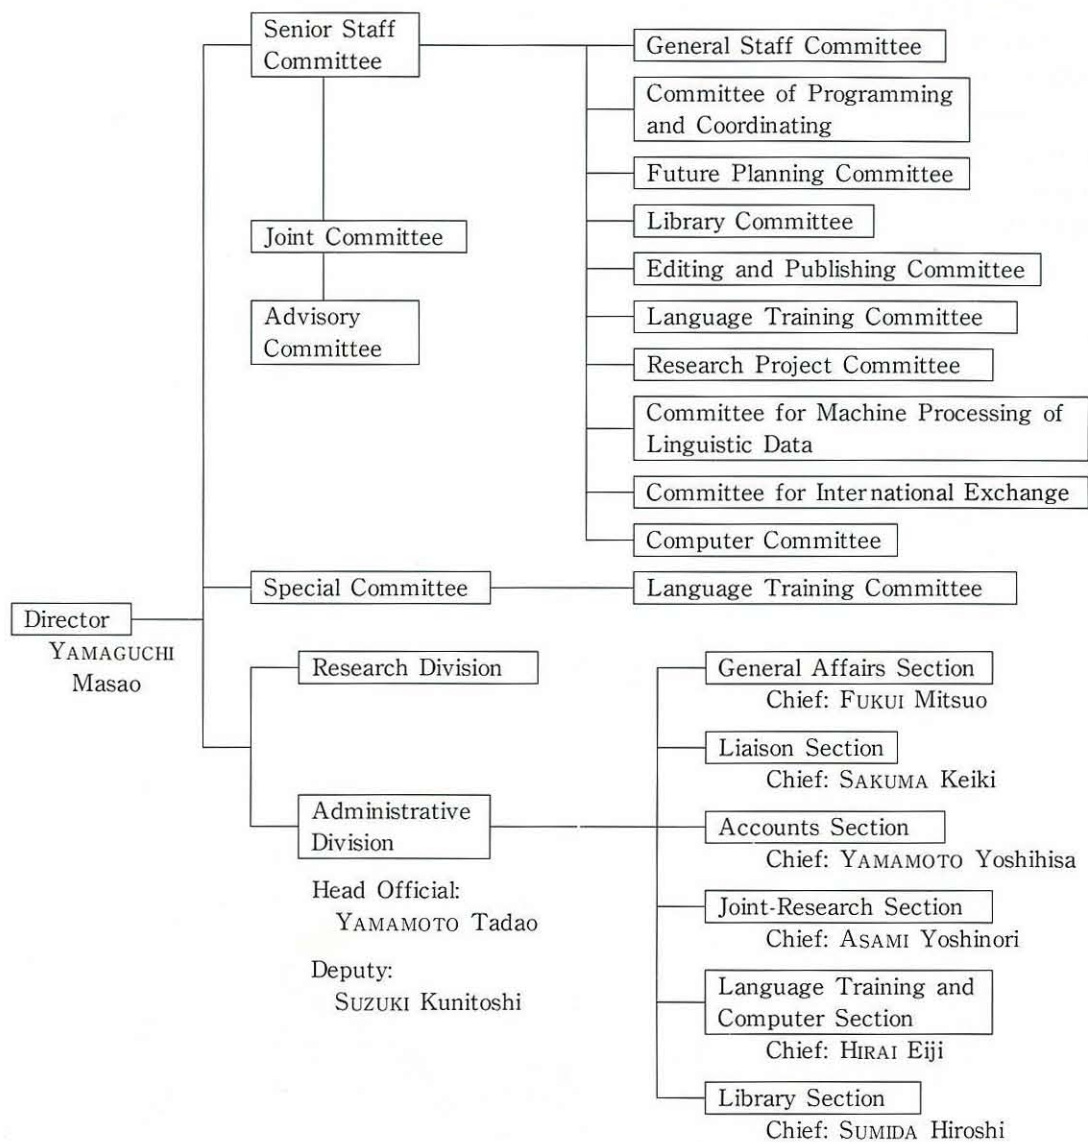 Senior Staff
Committee
General Staff Committee
Committee of Programming
and Coordinating
Future Planning Committee
Library Committee
Joint Committee
Editing and Publishing Committee
Advisory
Committee
Language Training Committee
Research Project Committee
Committee for Machine Processing of
Linguistic Data
Committee for International Exchange
Computer Committee
Special Committee
Language Training Committee
Director
YAMAGUCHI
Masao
Research Division
Administrative
Division
Head Official:
YAMAMOTO Tadao
Deputy:
SUZUKI Kunitoshi
General Affairs Section
Chief: FUKUI Mitsuo
Liaison Section
Chief: SAKUMA Keiki
Accounts Section
Chief: YAMAMOTO Yoshihisa
Joint-Research Section
Chief: ASAMI Yoshinori
Language Training and
Computer Section
Chief: HIRAI Eiji
Library Section
Chief: SUMIDA Hiroshi